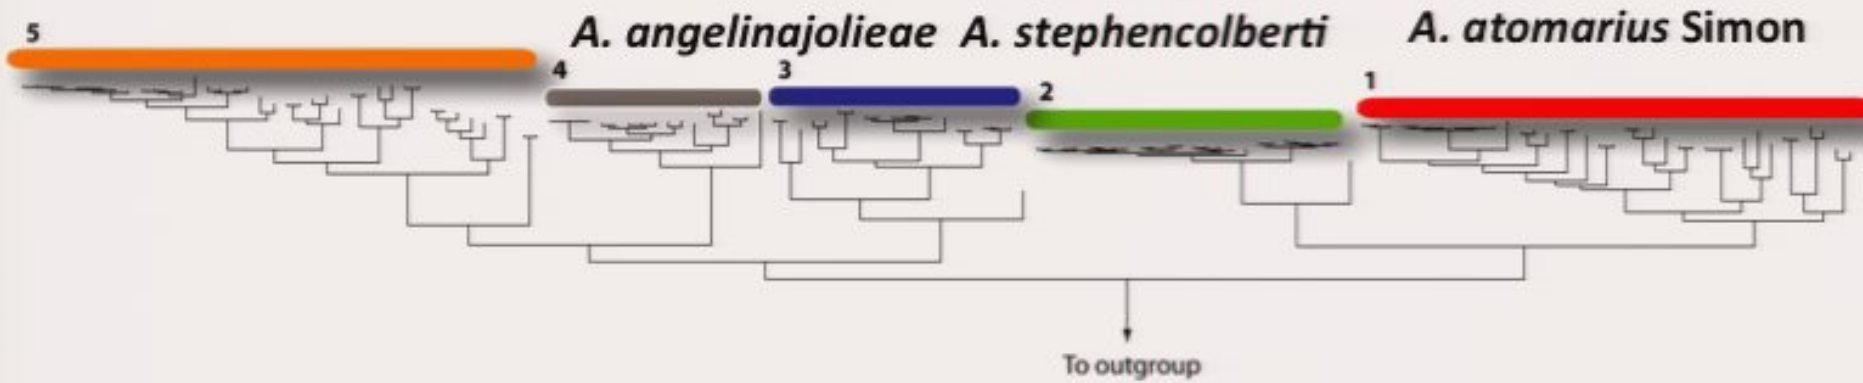 5
A. angelinajolieae A. stephencolberti
A. atomarius Simon
4
3
2
1
To outgroup